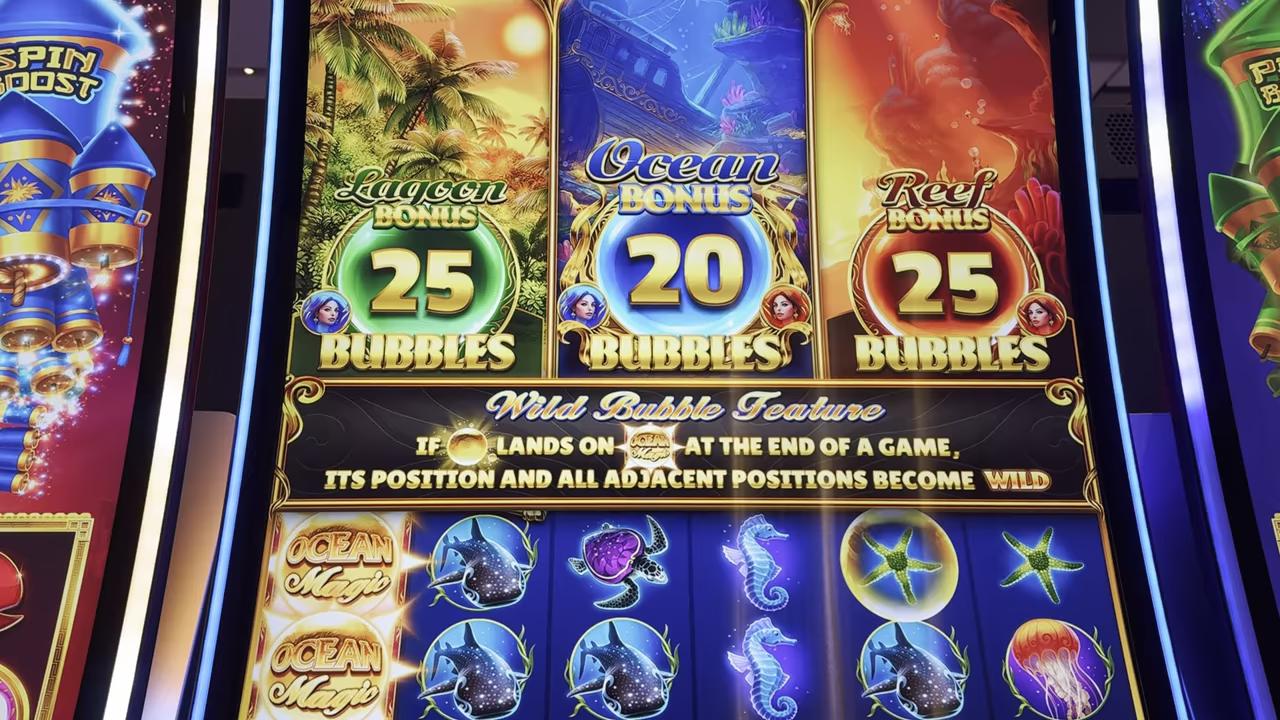 SPIN
BOOST
Lagoon
BONUS
25
BUBBLES
Ocean
BONUS
20
BUBBLES
Reef
BONUS
25
BUBBLES
Wild Bubble Feature
IF LANDS ON OCEAN Magic AT THE END OF A GAME,
ITS POSITION AND ALL ADJACENT POSITIONS BECOME WILD
OCEAN
Magic
OCEAN
Magic